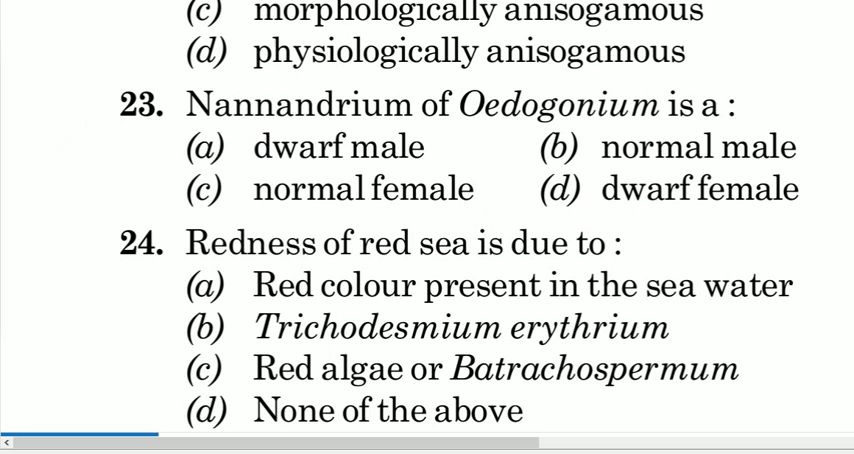 (c) morphologically anisogamous
(d) physiologically anisogamous
23. Nannandrium of Oedogonium is a :
(a) dwarf male (b) normal male
(c) normal female (d) dwarf female
24. Redness of red sea is due to :
(a) Red colour present in the sea water
(b) Trichodesmium erythrium
(c) Red algae or Batrachospermum
(d) None of the above